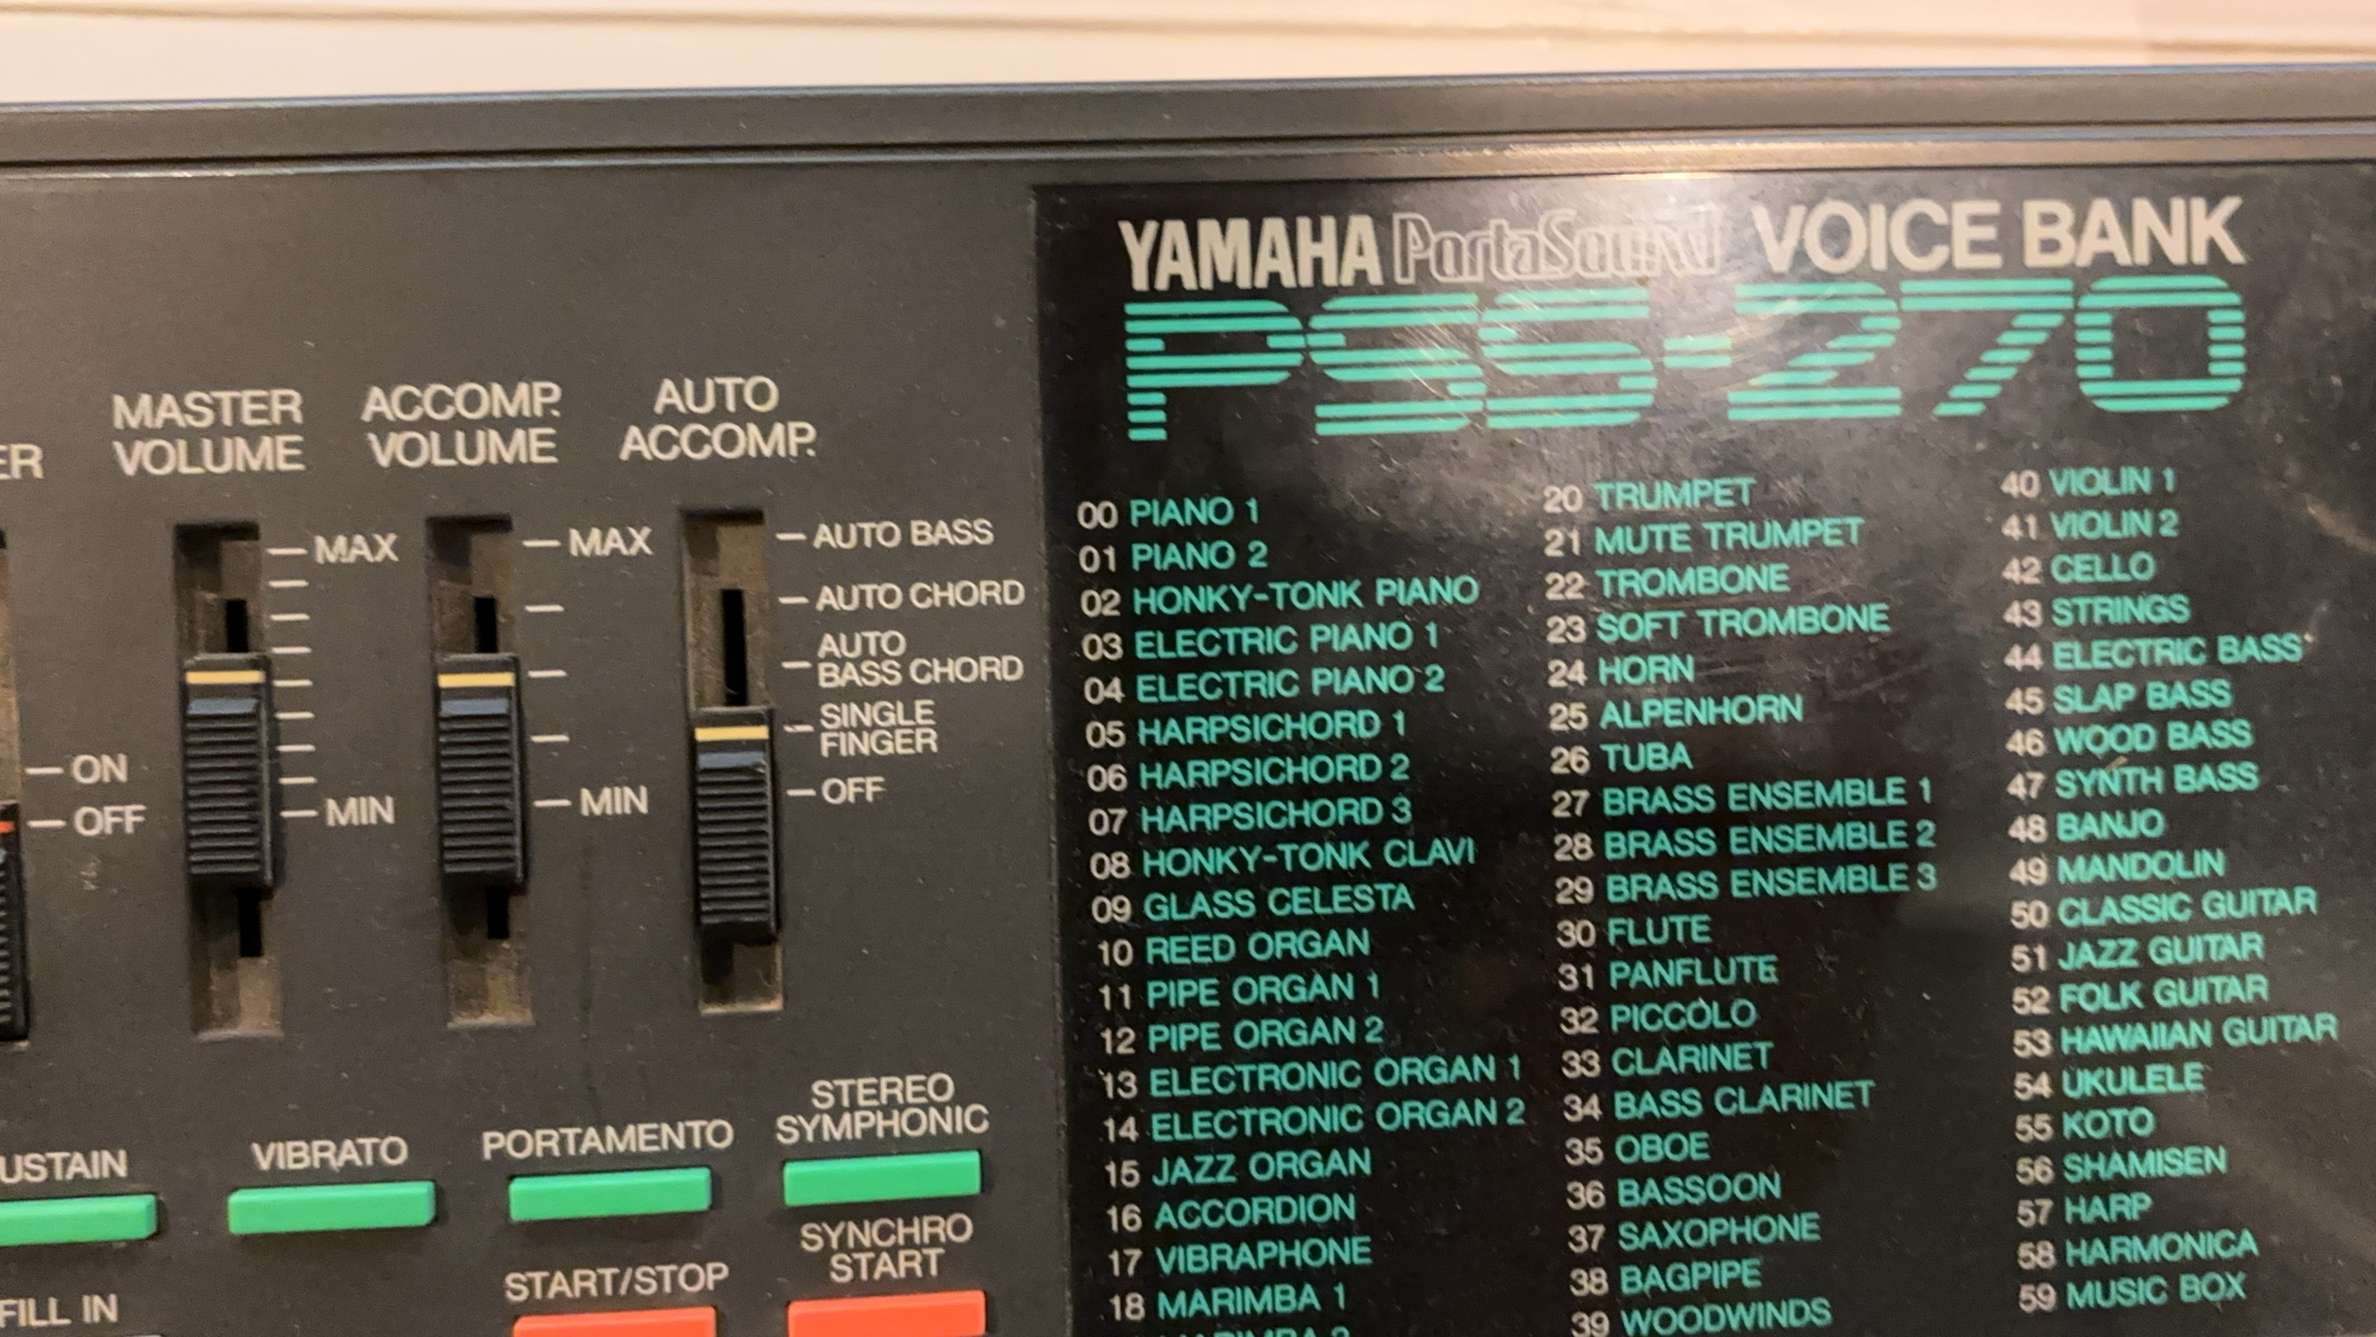 YAMAHA PortaSound VOICE BANK
PSS-270
ER
MASTER
VOLUME
MAX
MIN
ON
OFF
ACCOMP.
VOLUME
MAX
MIN
AUTO
ACCOMP.
AUTO BASS
AUTO CHORD
AUTO
BASS CHORD
SINGLE
FINGER
OFF
USTAIN
VIBRATO
PORTAMENTO
STEREO
SYMPHONIC
FILL IN
START/STOP
SYNCHRO
START
00 PIANO 1
01 PIANO 2
02 HONKY-TONK PIANO
03 ELECTRIC PIANO 1
04 ELECTRIC PIANO 2
05 HARPSICHORD 1
06 HARPSICHORD 2
07 HARPSICHORD 3
08 HONKY-TONK CLAVI
09 GLASS CELESTA
10 REED ORGAN
11 PIPE ORGAN 1
12 PIPE ORGAN 2
13 ELECTRONIC ORGAN 1
14 ELECTRONIC ORGAN 2
15 JAZZ ORGAN
16 ACCORDION
17 VIBRAPHONE
18 MARIMBA 1
MARIMBA 2
20 TRUMPET
21 MUTE TRUMPET
22 TROMBONE
23 SOFT TROMBONE
24 HORN
25 ALPENHORN
26 TUBA
27 BRASS ENSEMBLE 1
28 BRASS ENSEMBLE 2
29 BRASS ENSEMBLE 3
30 FLUTE
31 PANFLUTE
32 PICCOLO
33 CLARINET
34 BASS CLARINET
35 OBOE
36 BASSOON
37 SAXOPHONE
38 BAGPIPE
39 WOODWINDS
40 VIOLIN 1
41 VIOLIN 2
42 CELLO
43 STRINGS
44 ELECTRIC BASS
45 SLAP BASS
46 WOOD BASS
47 SYNTH BASS
48 BANJO
49 MANDOLIN
50 CLASSIC GUITAR
51 JAZZ GUITAR
52 FOLK GUITAR
53 HAWAIIAN GUITAR
54 UKULELE
55 KOTO
56 SHAMISEN
57 HARP
58 HARMONICA
59 MUSIC BOX